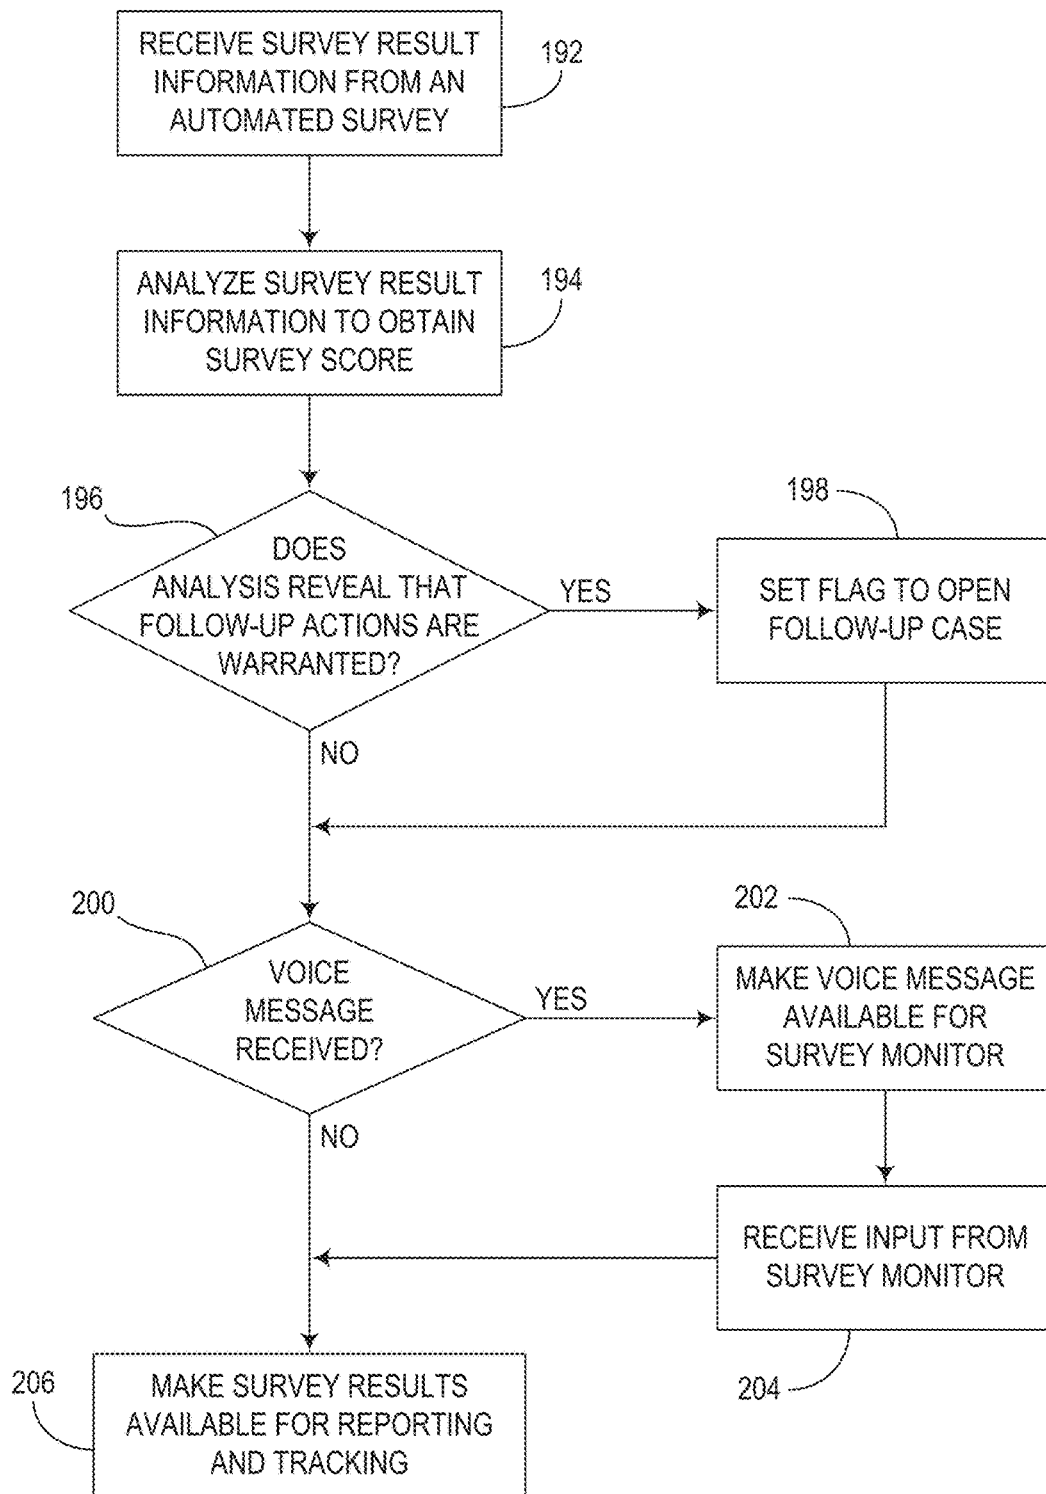 RECEIVE SURVEY RESULT
INFORMATION FROM AN
AUTOMATED SURVEY
192
ANALYZE SURVEY RESULT
INFORMATION TO OBTAIN
SURVEY SCORE
194
196
DOES
ANALYSIS REVEAL THAT
FOLLOW-UP ACTIONS ARE
WARRANTED?
YES
198
SET FLAG TO OPEN
FOLLOW-UP CASE
NO
200
VOICE
MESSAGE
RECEIVED?
YES
202
MAKE VOICE MESSAGE
AVAILABLE FOR
SURVEY MONITOR
NO
RECEIVE INPUT FROM
SURVEY MONITOR
204
206
MAKE SURVEY RESULTS
AVAILABLE FOR REPORTING
AND TRACKING